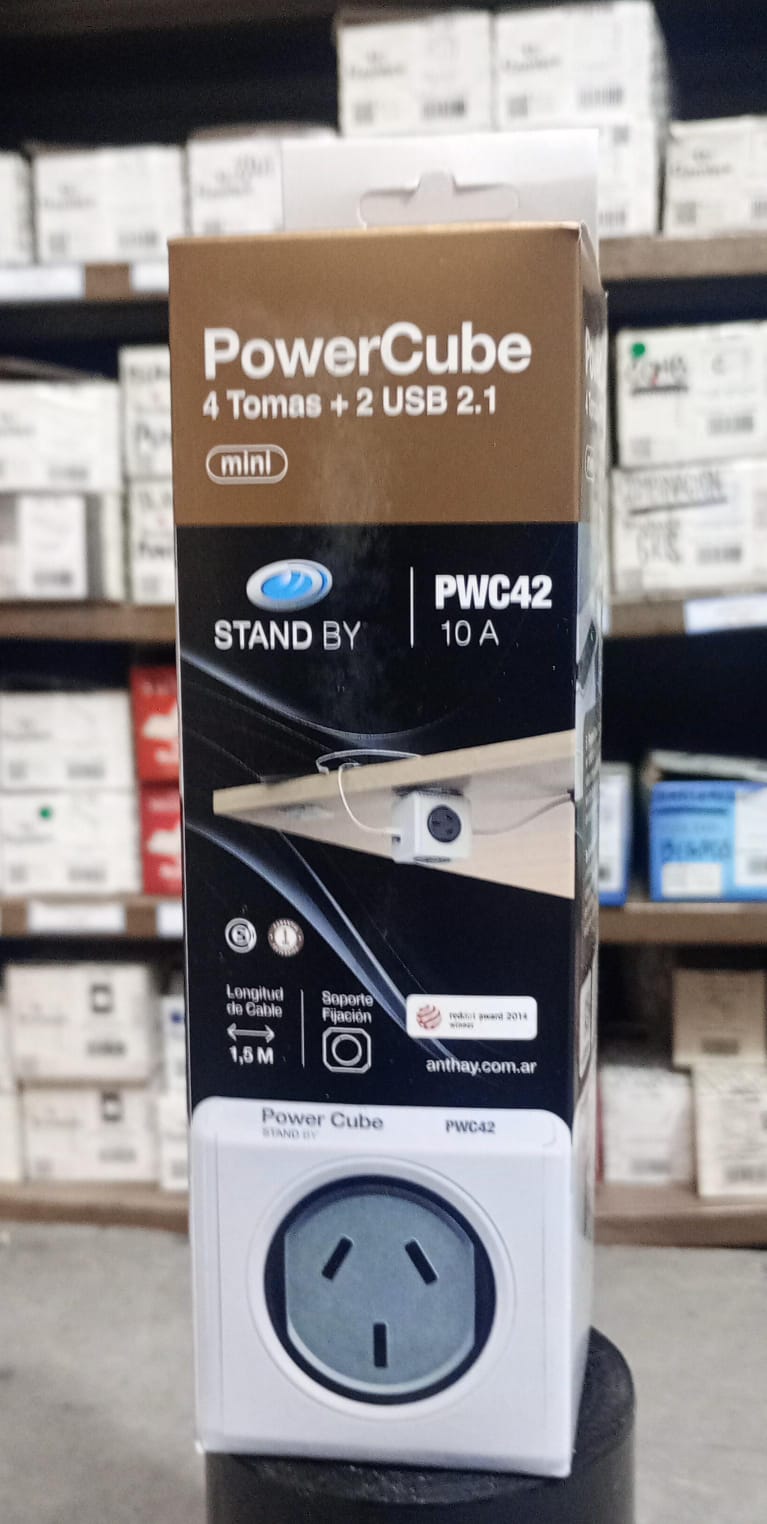 PowerCube
4 Tomas + 2 USB 2.1
mini
STAND BY
PWC42
10 A
Longitud
de Cable
1,5 M
Soporte
Fijación
reddot award 2014
winner
anthay.com.ar
Power Cube
STAND BY
PWC42